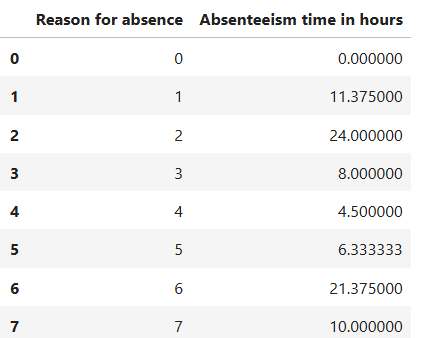 Reason for absence Absenteeism time in hours
0 0 0.000000
1 1 11.375000
2 2 24.000000
3 3 8.000000
4 4 4.500000
5 5 6.333333
6 6 21.375000
7 7 10.000000